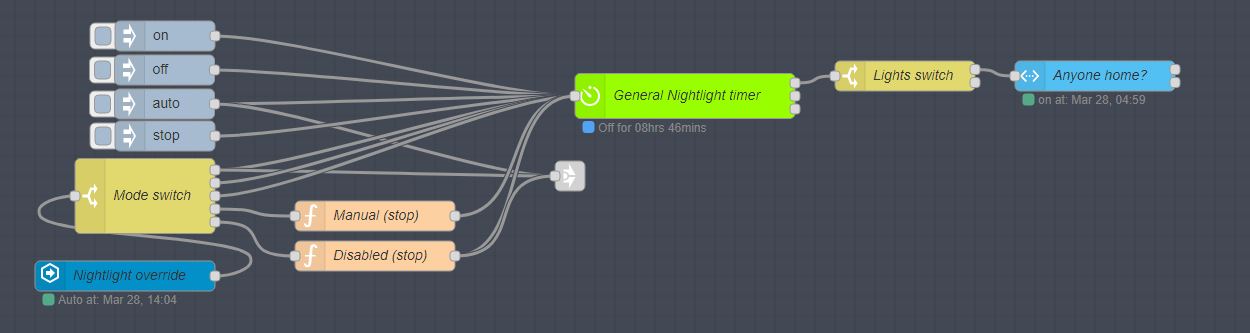 on
off
auto
stop
Mode switch
Nightlight override
Auto at: Mar 28, 14:04
Manual (stop)
Disabled (stop)
General Nightlight timer
Off for 08hrs 46mins
Lights switch
Anyone home?
on at: Mar 28, 04:59